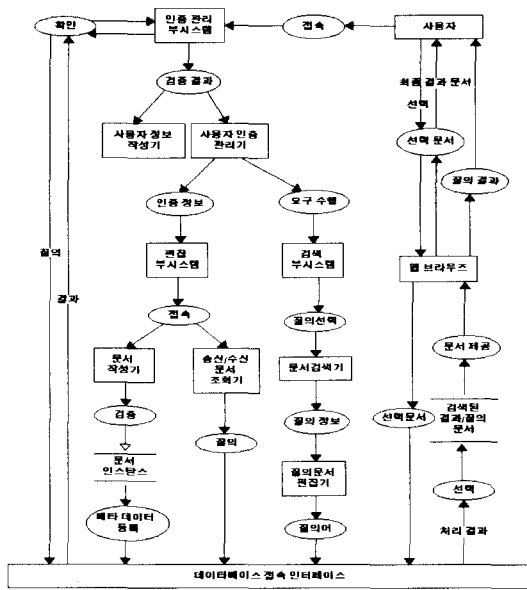 확인
인증 관리
부시스템
접속
사용자
검증 결과
최종 결과 문서
선택
사용자 정보
작성기
사용자 인증
관리기
선택 문서
질의 결과
인증 정보
요구 수행
질의
결과
편집
부시스템
검색
부시스템
웹 브라우즈
접속
질의선택
문서 제공
문서
작성기
송신/수신
문서
조회기
문서검색기
검증
질의
질의 정보
선택문서
검색된
결과/질의
문서
문서
인스탄스
질의문서
편집기
선택
메타 데이터
등록
질의어
처리 결과
데이타베이스 접속 인터페이스